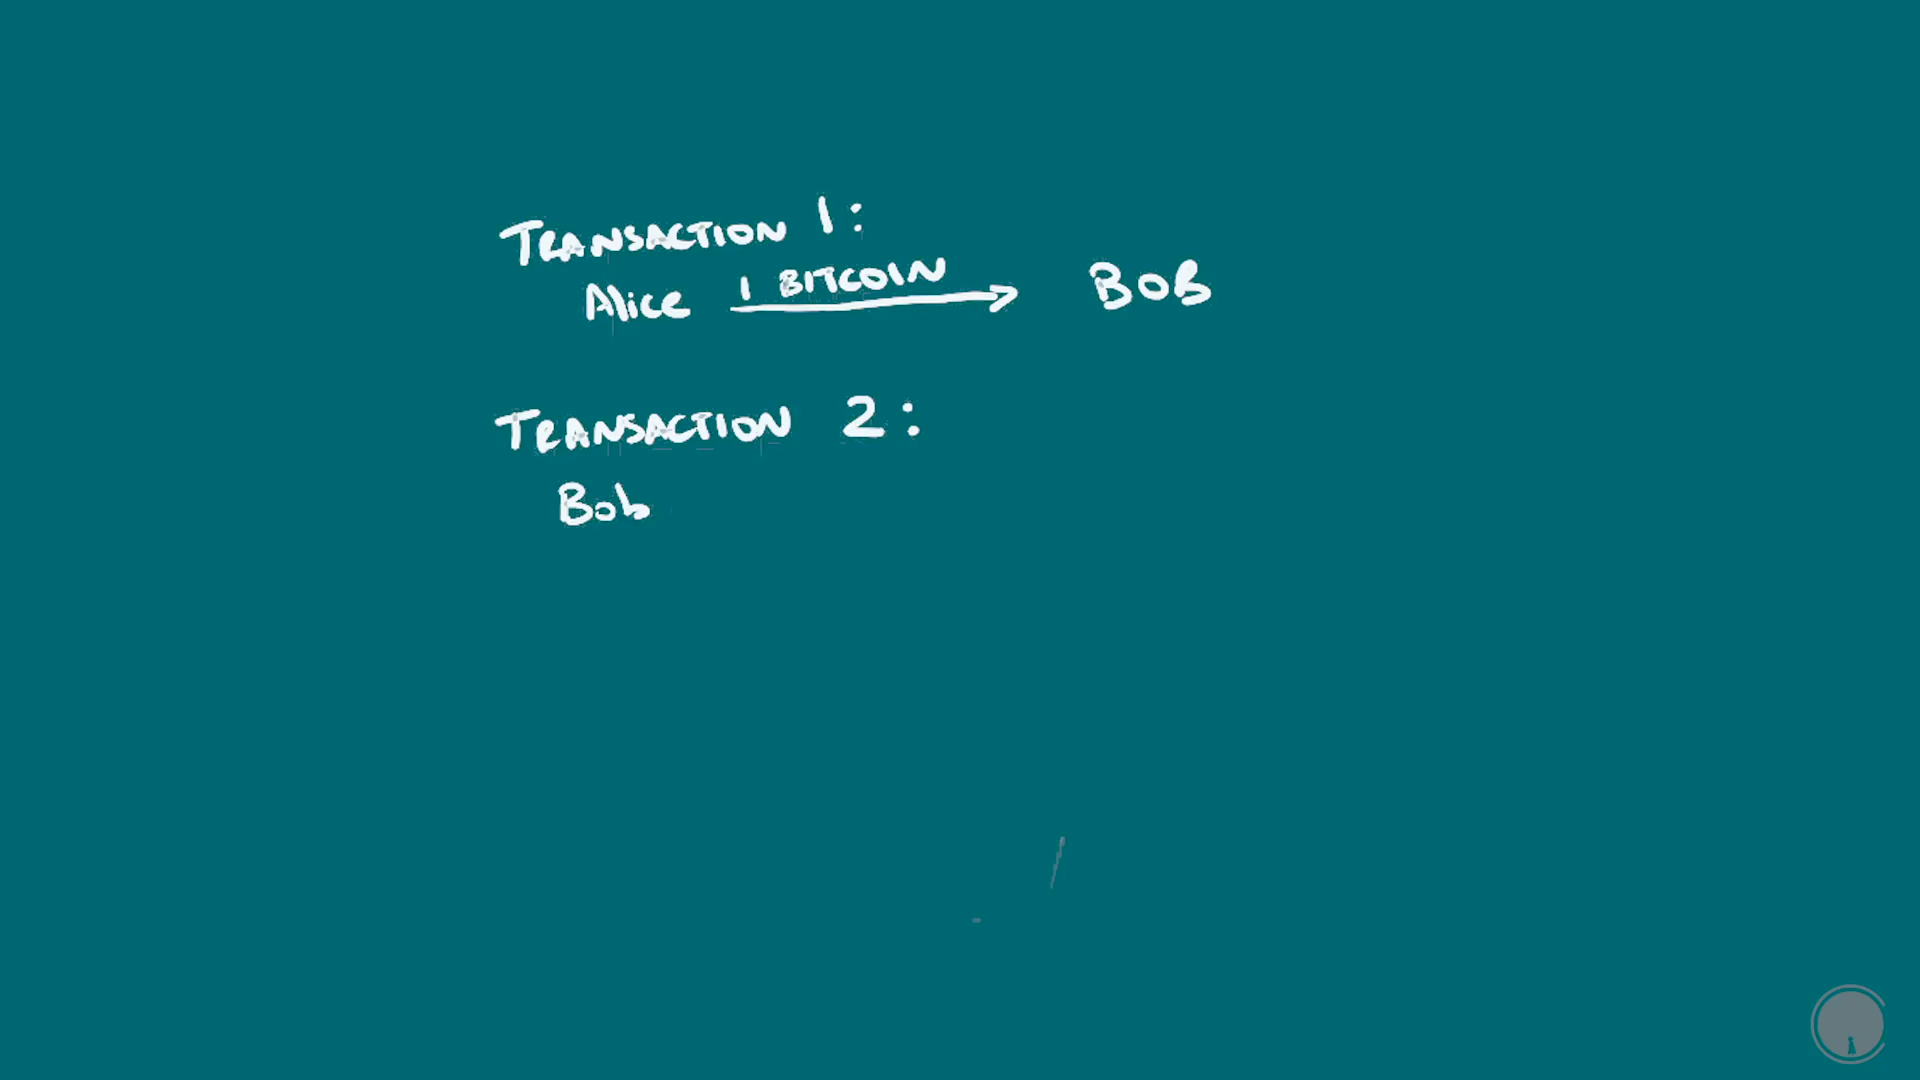 TRANSACTION 1:
Alice 1 BITCOIN BOB
TRANSACTION 2:
Bob